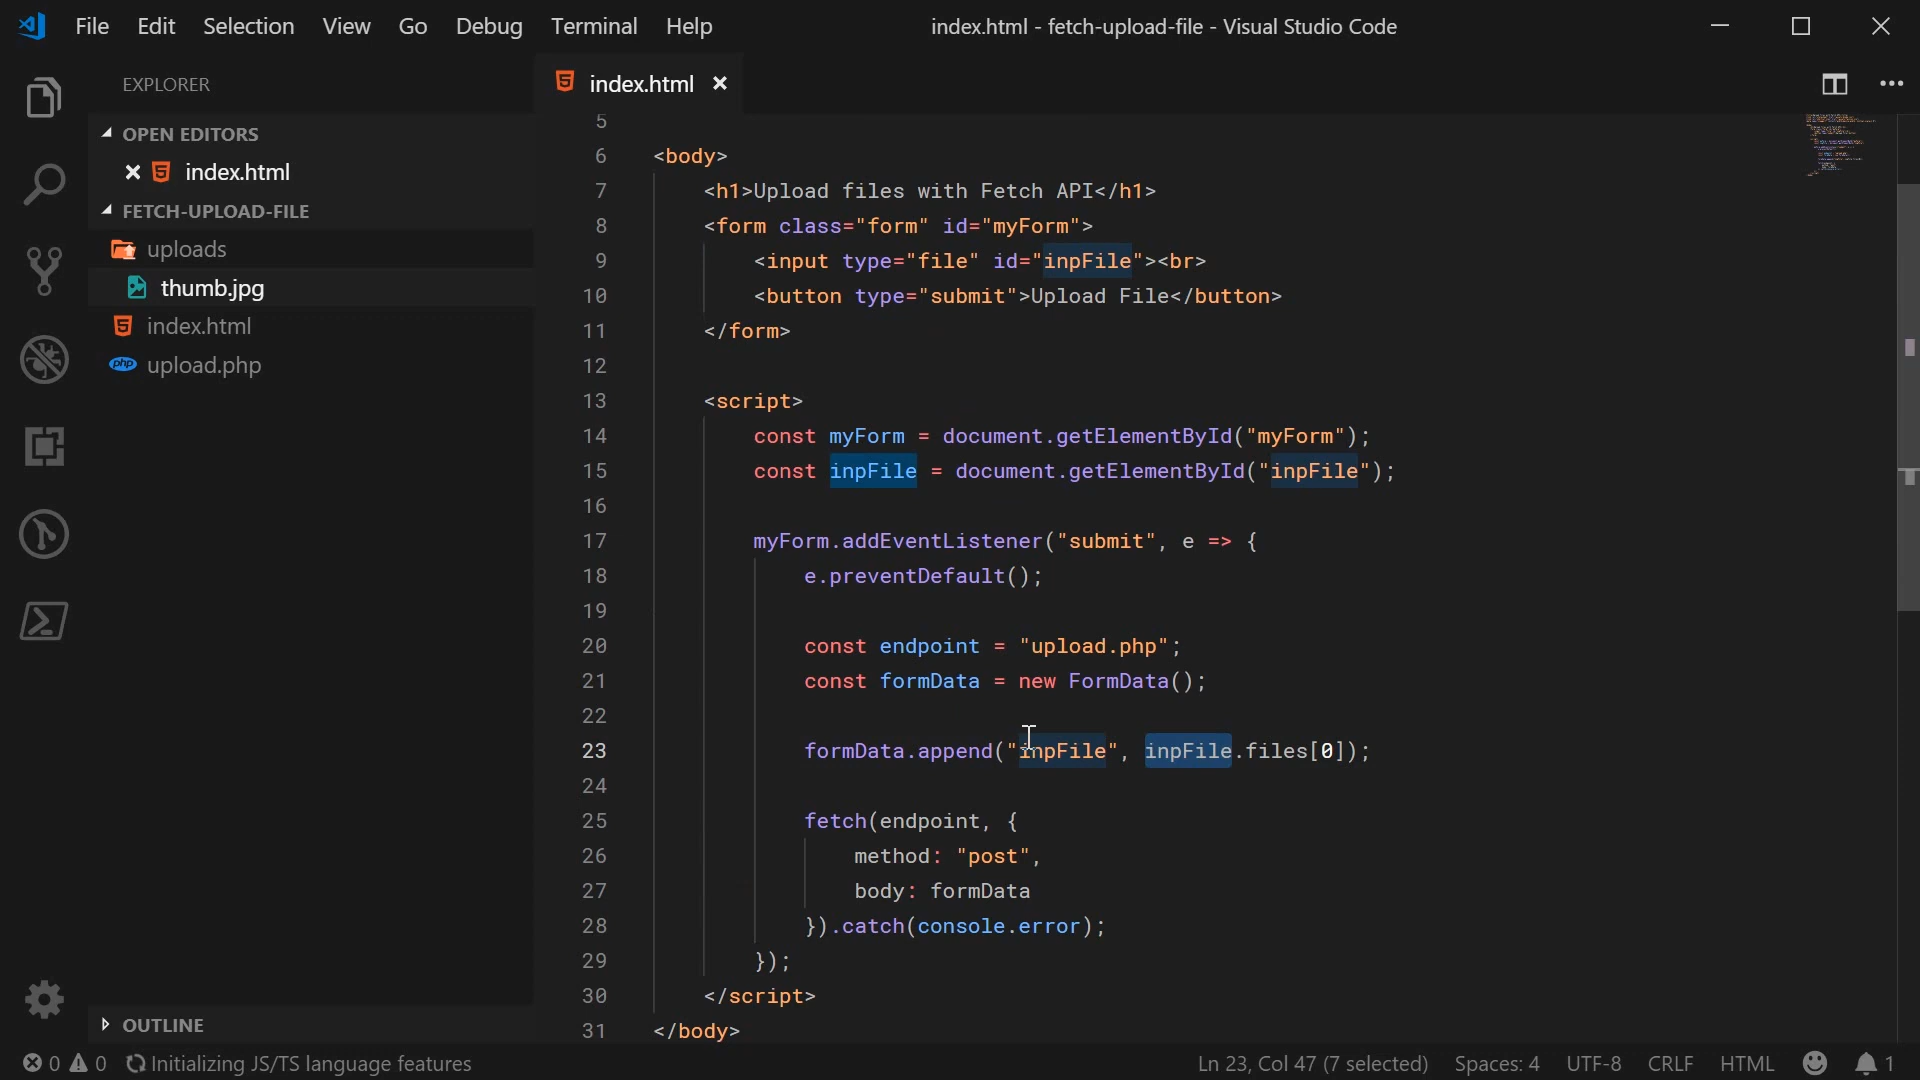 File Edit Selection View Go Debug Terminal Help
index.html - fetch-upload-file - Visual Studio Code
EXPLORER
OPEN EDITORS
index.html
FETCH-UPLOAD-FILE
uploads
thumb.jpg
index.html
php upload.php
OUTLINE
index.html
5
6 <body>
7 <h1>Upload files with Fetch API</h1>
8 <form class="form" id="myForm">
9 <input type="file" id="inpFile"><br>
10 <button type="submit">Upload File</button>
11 </form>
12
13 <script>
14 const myForm = document.getElementById("myForm");
15 const inpFile = document.getElementById("inpFile");
16
17 myForm.addEventListener("submit", e => {
18 e.preventDefault();
19
20 const endpoint = "upload.php";
21 const formData = new FormData();
22
23 formData.append("inpFile", inpFile.files[0]);
24
25 fetch(endpoint, {
26 method: "post",
27 body: formData
28 }).catch(console.error);
29 });
30 </script>
31 </body>
0 0 Initializing JS/TS language features
Ln 23, Col 47 (7 selected) Spaces: 4 UTF-8 CRLF HTML 1